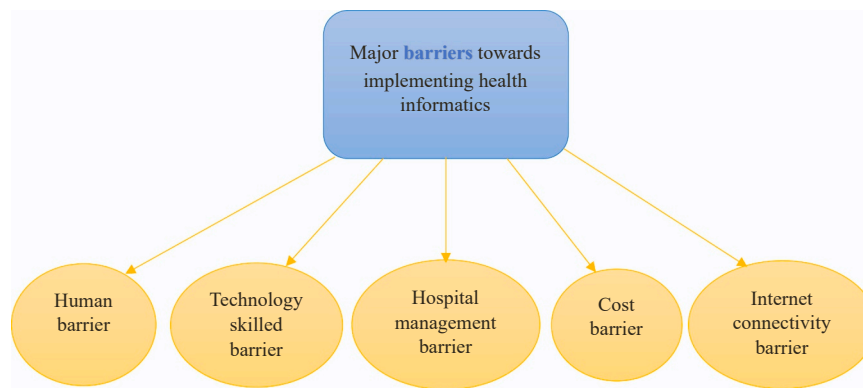 Major barriers towards
implementing health
informatics
Human
barrier
Technology
skilled
barrier
Hospital
management
barrier
Cost
barrier
Internet
connectivity
barrier